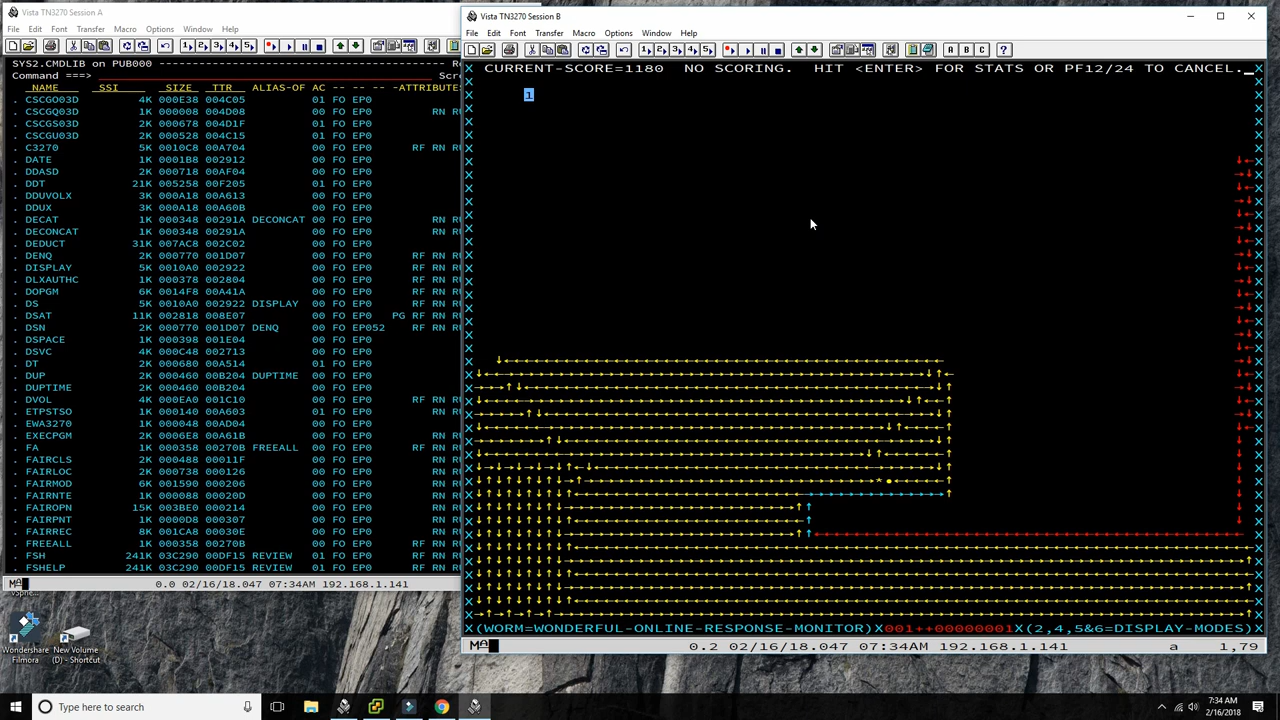 Vista TN3270 Session A
File Edit Font Transfer Macro Options Window Help
SYS2.CMDLIB on PUB000
Command ===>
NAME SSI SIZE TTR ALIAS-OF AC -- -- -- -ATTRIBUTES
. CSCGO03D 4K 000E38 004C05 01 FO EP0
. CSCGQ03D 1K 000008 004D08 00 FO EP0 RN RU
. CSCGS03D 2K 000678 004D1F 01 FO EP0
. CSCGU03D 2K 000528 004C15 01 FO EP0
. C3270 5K 0010C8 00A704 00 FO EP0 RF RN RU
. DATE 1K 0001B8 002912 00 FO EP0
. DDASD 2K 000718 00AF04 00 FO EP0
. DDT 21K 005258 00F205 01 FO EP0
. DDUVOLX 3K 000A18 00A613 00 FO EP0
. DDUX 3K 000A18 00A60B 00 FO EP0
. DECAT 1K 000348 00291A DECONCAT 00 FO EP0 RN RU
. DECONCAT 1K 000348 00291A 00 FO EP0 RN RU
. DEDUCT 31K 007AC8 002C02 00 FO EP0
. DENQ 2K 000770 001D07 00 FO EP0 RF RN RU
. DISPLAY 5K 0010A0 002922 00 FO EP0 RF RN RU
. DLXAUTHC 1K 000378 002804 00 FO EP0 RN RU
. DOPGM 6K 0014F8 00A41A 00 FO EP0
. DS 5K 0010A0 002922 DISPLAY 00 FO EP0 RF RN RU
. DSAT 11K 002818 008E07 00 FO EP0 PG RF RN RU
. DSN 2K 000770 001D07 DENQ 00 FO EP052 RF RN RU
. DSPACE 1K 000398 001E04 00 FO EP0
. DSVC 4K 000C48 002713 00 FO EP0
. DT 2K 000680 00A514 01 FO EP0
. DUP 2K 000460 00B204 DUPTIME 00 FO EP0
. DUPTIME 2K 000460 00B204 00 FO EP0
. DVOL 4K 000EA0 001C10 00 FO EP0 RF RN RU
. ETPSTSO 1K 000140 00A603 01 FO EP0 RN RU
. EWA3270 1K 000048 00AD04 00 FO EP0
. EXECPGM 2K 0006E8 00A61B 00 FO EP0
. FA 1K 000358 00270B FREEALL 00 FO EP0 RF RN RU
. FAIRCLS 2K 000488 00011F 00 FO EP0
. FAIRLOC 2K 000738 000126 00 FO EP0
. FAIRMOD 6K 001590 000206 00 FO EP0
. FAIRNTE 1K 000088 00020D 00 FO EP0
. FAIROPN 15K 003BE0 000214 00 FO EP0
. FAIRPNT 1K 0000D8 000307 00 FO EP0
. FAIRREC 8K 001CA8 00030E 00 FO EP0
. FREEALL 1K 000358 00270B 00 FO EP0 RF RN RU
. FSH 241K 03C290 00DF15 REVIEW 01 FO EP0 RF RN RU
. FSHELP 241K 03C290 00DF15 REVIEW 01 FO EP0 RF RN RU
MA 0.0 02/16/18.047 07:34AM 192.168.1.141
Vista TN3270 Session B
File Edit Font Transfer Macro Options Window Help
X CURRENT-SCORE=1180 NO SCORING. HIT <ENTER> FOR STATS OR PF12/24 TO CANCEL.
1
X(WORM=WONDERFUL-ONLINE-RESPONSE-MONITOR)X001++00000001X(2,4,5&6=DISPLAY-MODES)X
MA 0.2 02/16/18.047 07:34AM 192.168.1.141 a 1,79
vSphe...
Wondershare Filmora
New Volume (D) - Shortcut
Type here to search
7:34 AM
2/16/2018